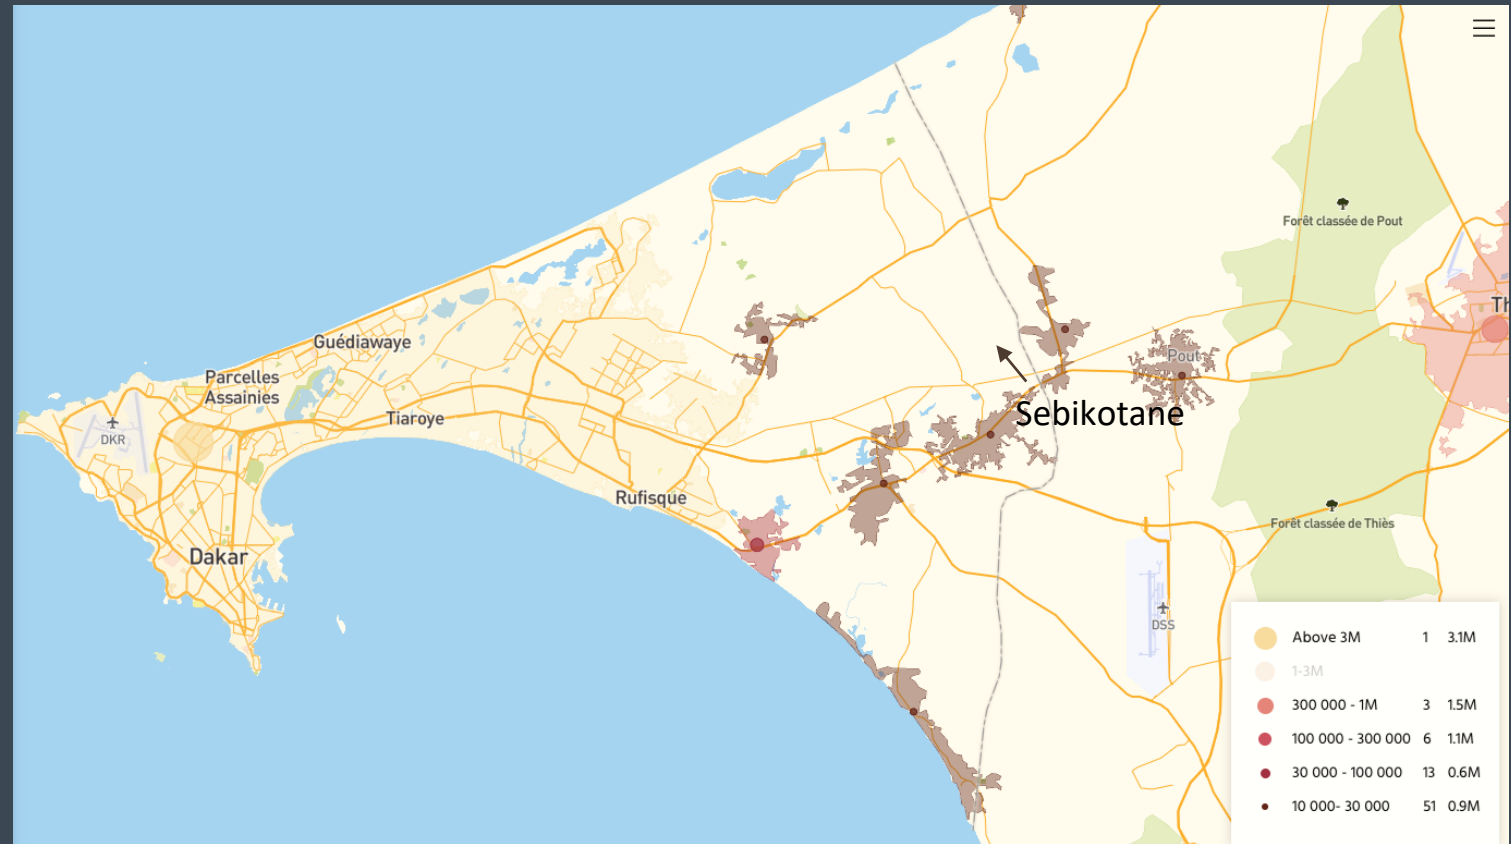 Forêt classée de Pout
Th
Guédiawaye
Pout
Parcelles
Assainies
Sebikotane
Tiaroye
DKR
Rufisque
Forêt classée de Thiès
Dakar
DSS
Above 3M 1 3.1M
1-3M
300 000 - 1M 3 1.5M
100 000 - 300 000 6 1.1M
30 000 - 100 000 13 0.6M
10 000- 30 000 51 0.9M